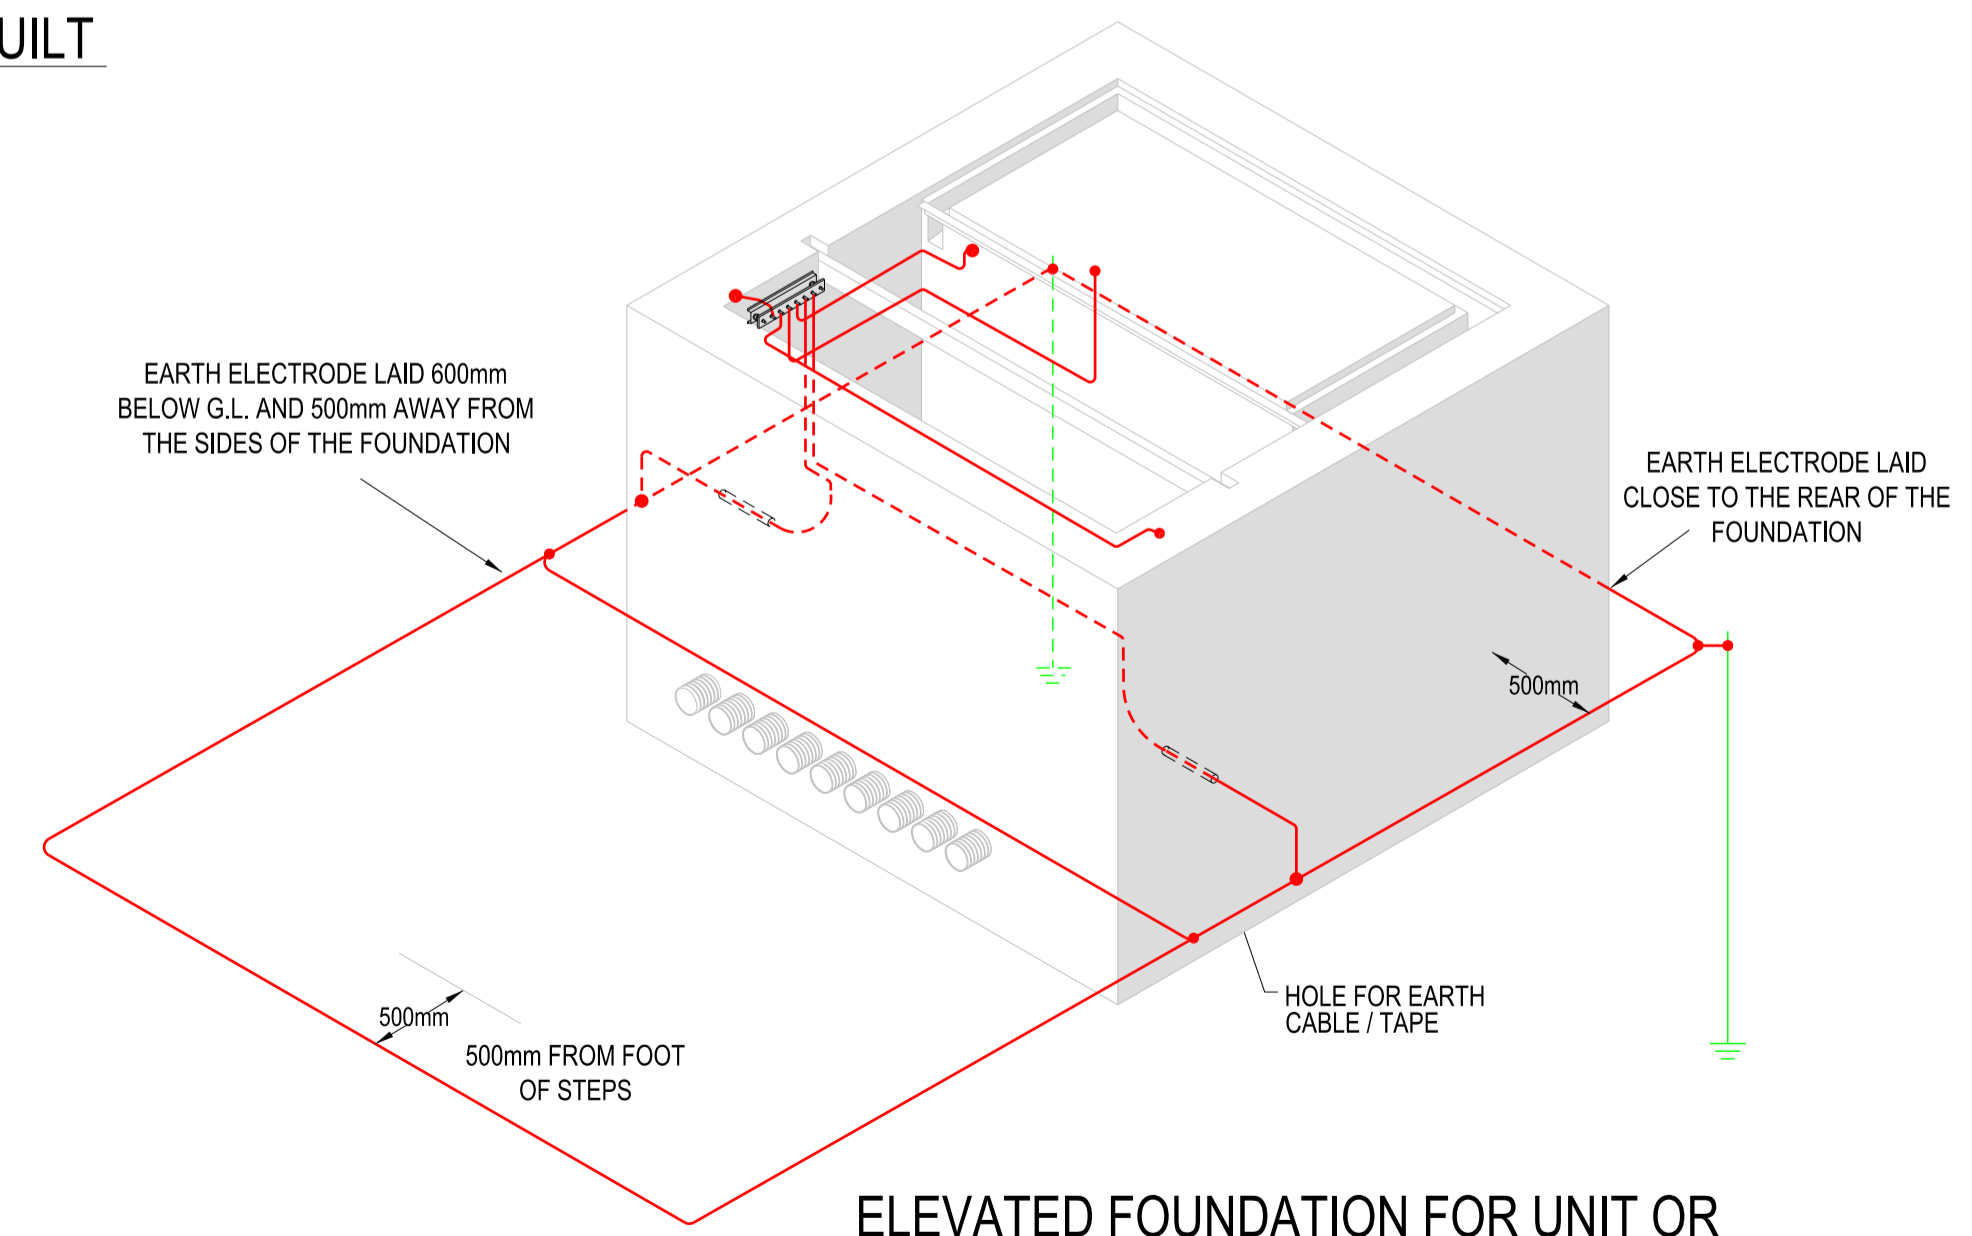 UILT
EARTH ELECTRODE LAID 600mm
BELOW G.L. AND 500mm AWAY FROM
THE SIDES OF THE FOUNDATION
EARTH ELECTRODE LAID
CLOSE TO THE REAR OF THE
FOUNDATION
500mm
500mm
500mm FROM FOOT
OF STEPS
HOLE FOR EARTH
CABLE / TAPE
ELEVATED FOUNDATION FOR UNIT OR